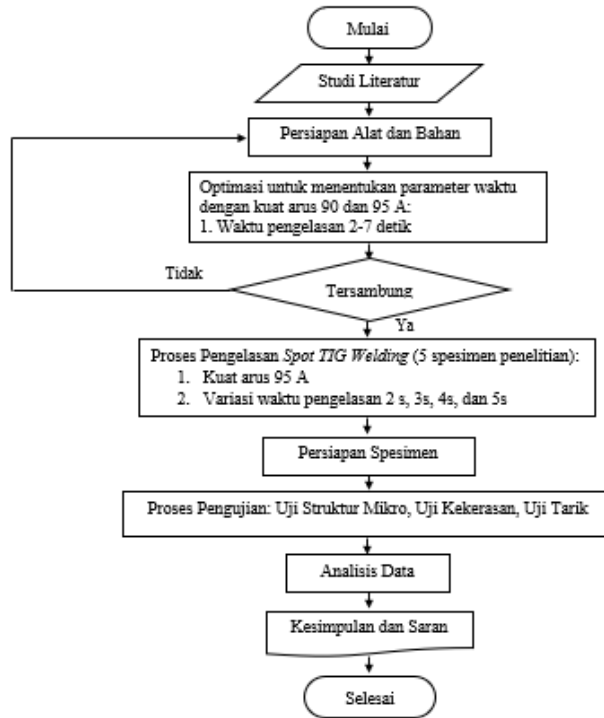 Mulai
Studi Literatur
Persiapan Alat dan Bahan
Optimasi untuk menentukan parameter waktu
dengan kuat arus 90 dan 95 A:
1. Waktu pengelasan 2-7 detik
Tidak
Tersambung
Ya
Proses Pengelasan Spot TIG Welding (5 spesimen penelitian):
1. Kuat arus 95 A
2. Variasi waktu pengelasan 2 s, 3s, 4s, dan 5s
Persiapan Spesimen
Proses Pengujian: Uji Struktur Mikro, Uji Kekerasan, Uji Tarik
Analisis Data
Kesimpulan dan Saran
Selesai